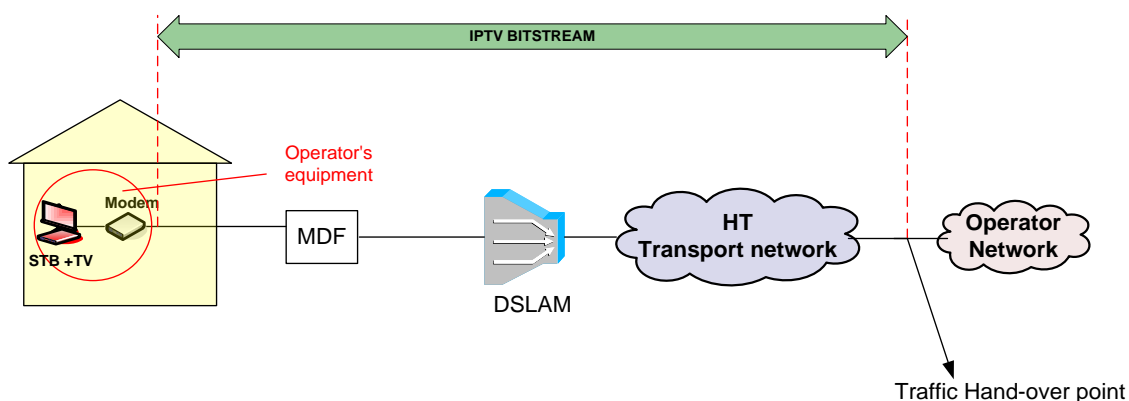 IPTV BITSTREAM
Operator's
equipment
Modem
STB +TV
MDF
DSLAM
HT
Transport network
Operator
Network
Traffic Hand-over point